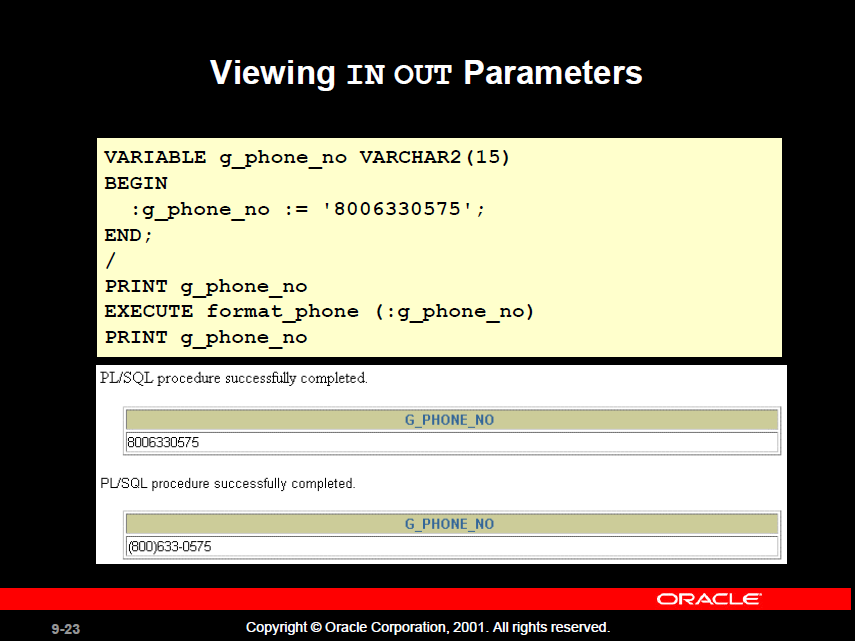 Viewing IN OUT Parameters
VARIABLE g_phone_no VARCHAR2(15)
BEGIN
  :g_phone_no := '8006330575';
END;
/
PRINT g_phone_no
EXECUTE format_phone (:g_phone_no)
PRINT g_phone_no
PL/SQL procedure successfully completed.
G_PHONE_NO
8006330575
PL/SQL procedure successfully completed.
G_PHONE_NO
(800)633-0575
ORACLE
9-23
Copyright © Oracle Corporation, 2001. All rights reserved.